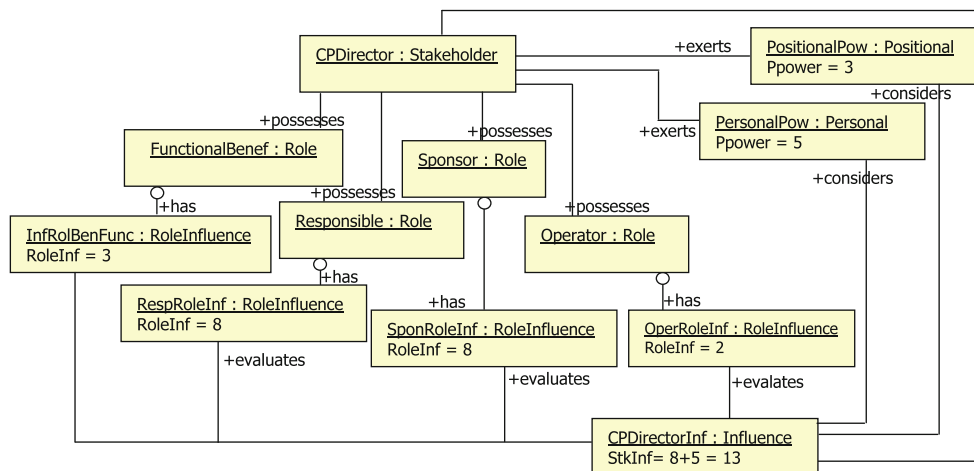 CPDirector : Stakeholder
+exerts
PositionalPow : Positional
Ppower = 3
+considers
+exerts
PersonalPow : Personal
Ppower = 5
+considers
+possesses
FunctionalBenef : Role
+possesses
Sponsor : Role
+possesses
Responsible : Role
+possesses
Operator : Role
+has
InfRolBenFunc : RoleInfluence
RoleInf = 3
+has
RespRoleInf : RoleInfluence
RoleInf = 8
+has
SponRoleInf : RoleInfluence
RoleInf = 8
+has
OperRoleInf : RoleInfluence
RoleInf = 2
+evaluates
+evaluates
+evalates
CPDirectorInf : Influence
StkInf= 8+5 = 13